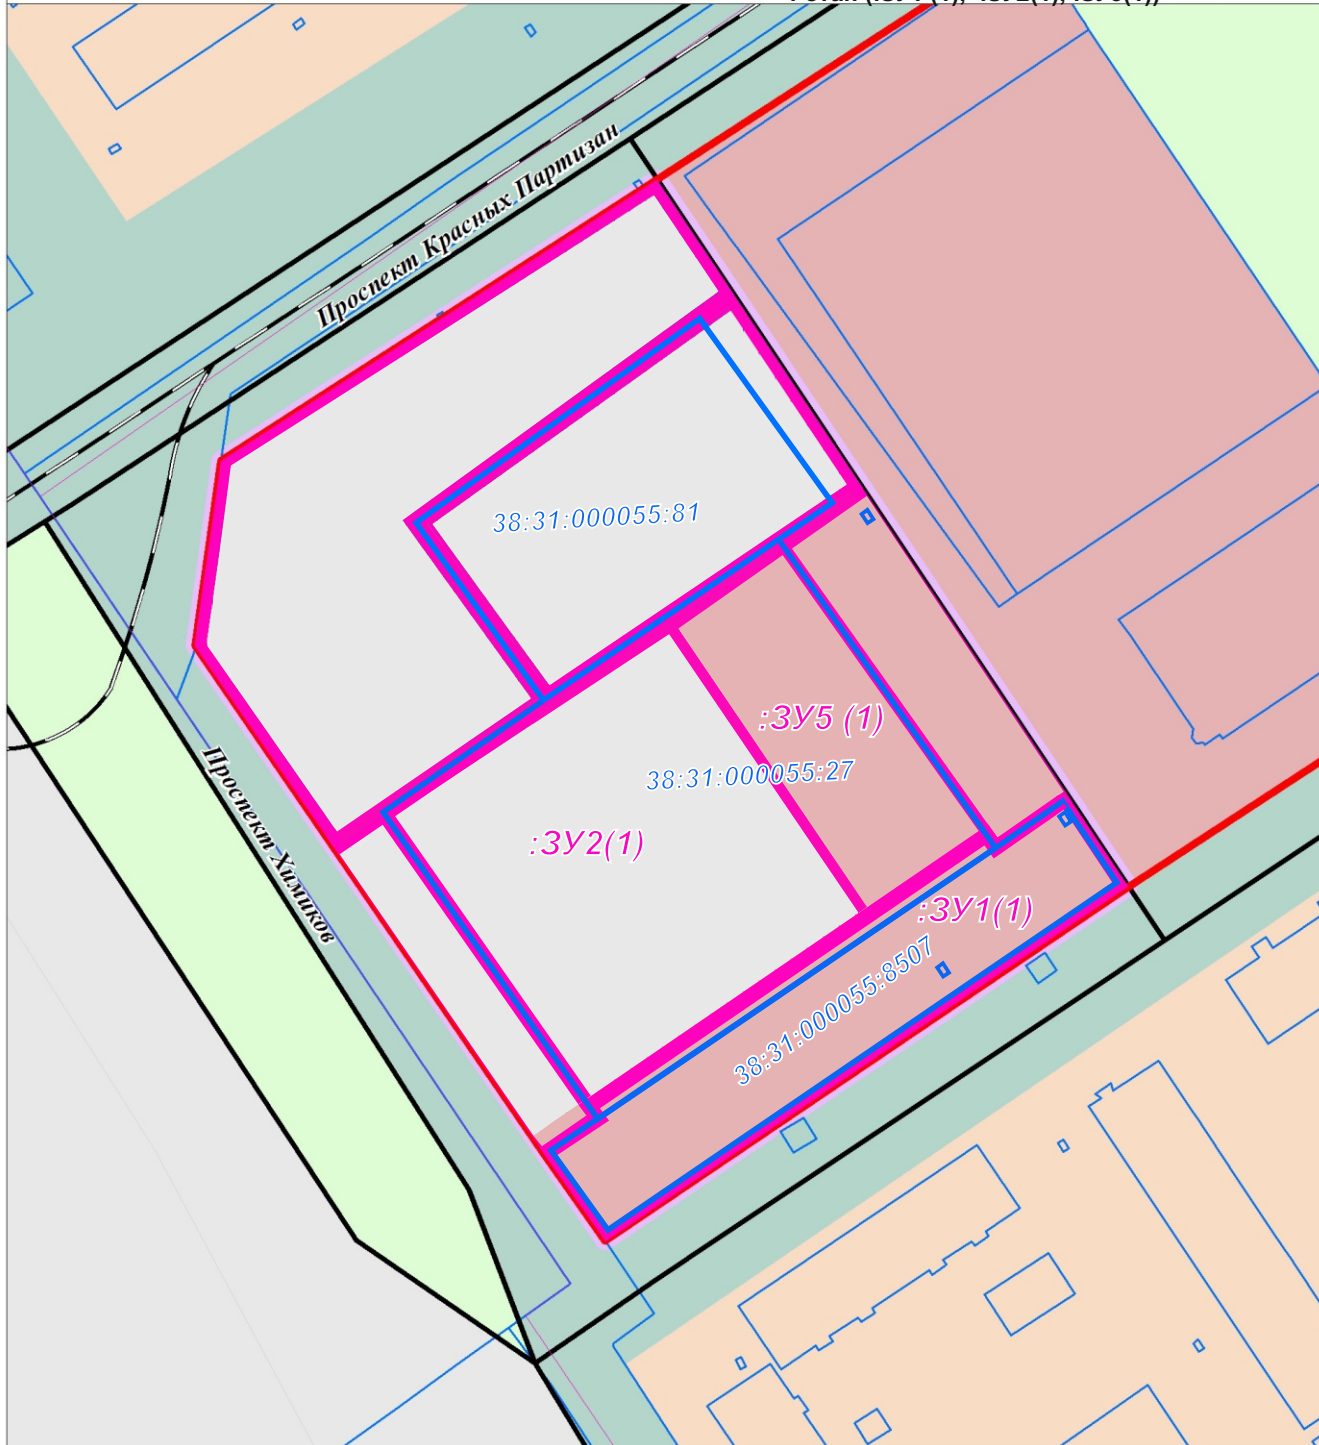 Проспект Красных Партизан
38:31:000055:81
:ЗУ5 (1)
38:31:000055:27
:ЗУ2(1)
Проспект Химиков
:ЗУ1(1)
38:31:000055:8507